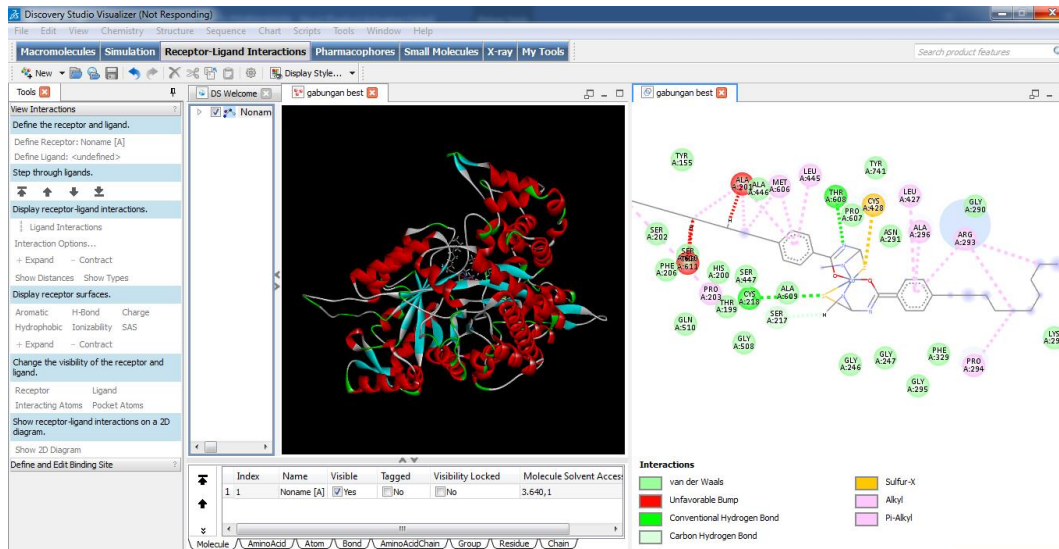 Discovery Studio Visualizer (Not Responding)
File Edit View Chemistry Structure Sequence Chart Scripts Tools Window Help
Macromolecules Simulation Receptor-Ligand Interactions Pharmacophores Small Molecules X-ray My Tools
Search product features
New Display Style...
Tools
DS Welcome
gabungan best
gabungan best
View Interactions ?
Define the receptor and ligand.
Define Receptor: Noname [A]
Define Ligand: <undefined>
Step through ligands.
Display receptor-ligand interactions.
Ligand Interactions
Interaction Options...
+ Expand - Contract
Show Distances Show Types
Display receptor surfaces.
Aromatic H-Bond Charge
Hydrophobic Ionizability SAS
+ Expand - Contract
Change the visibility of the receptor and
ligand.
Receptor Ligand
Interacting Atoms Pocket Atoms
Show receptor-ligand interactions on a 2D
diagram.
Show 2D Diagram
Define and Edit Binding Site ?
Nonam
TYR
A:155
ALA
A:201
ALA
A:446
MET
A:606
LEU
A:445
THR
A:608
TYR
A:741
PRO
A:607
CYS
A:428
LEU
A:427
GLY
A:290
SER
A:202
ASN
A:291
ALA
A:296
ARG
A:293
SER
A:611
PHE
A:206
HIS
A:200
SER
A:447
PRO
A:203
THR
A:199
CYS
A:218
ALA
A:609
SER
A:217
GLN
A:510
GLY
A:508
GLY
A:246
GLY
A:247
PHE
A:329
LYS
A:29
GLY
A:295
PRO
A:294
Interactions
van der Waals
Unfavorable Bump
Conventional Hydrogen Bond
Carbon Hydrogen Bond
Sulfur-X
Alkyl
Pi-Alkyl
Index Name Visible Tagged Visibility Locked Molecule Solvent Access
1 1 Noname [A] Yes No No 3.640,1
Molecule AminoAcid Atom Bond AminoAcidChain Group Residue Chain